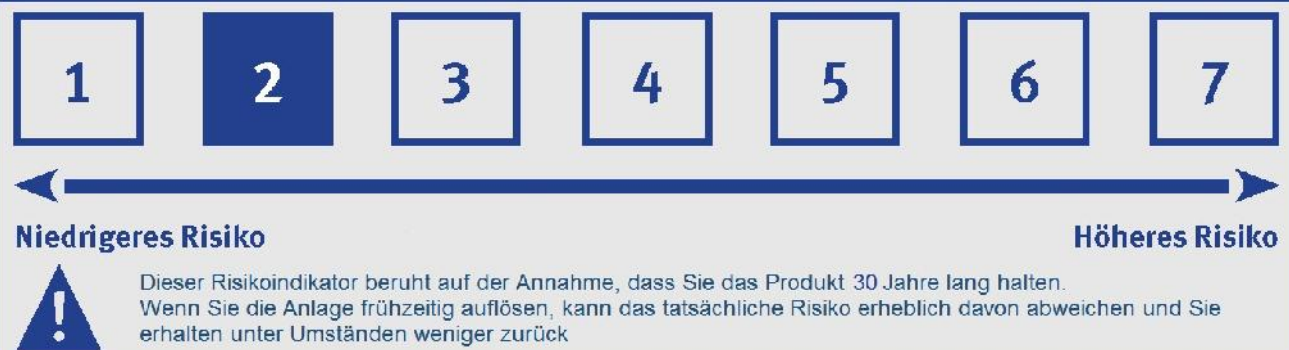 1 2 3 4 5 6 7
Niedrigeres Risiko Höheres Risiko
!
Dieser Risikoindikator beruht auf der Annahme, dass Sie das Produkt 30 Jahre lang halten.
Wenn Sie die Anlage frühzeitig auflösen, kann das tatsächliche Risiko erheblich davon abweichen und Sie
erhalten unter Umständen weniger zurück